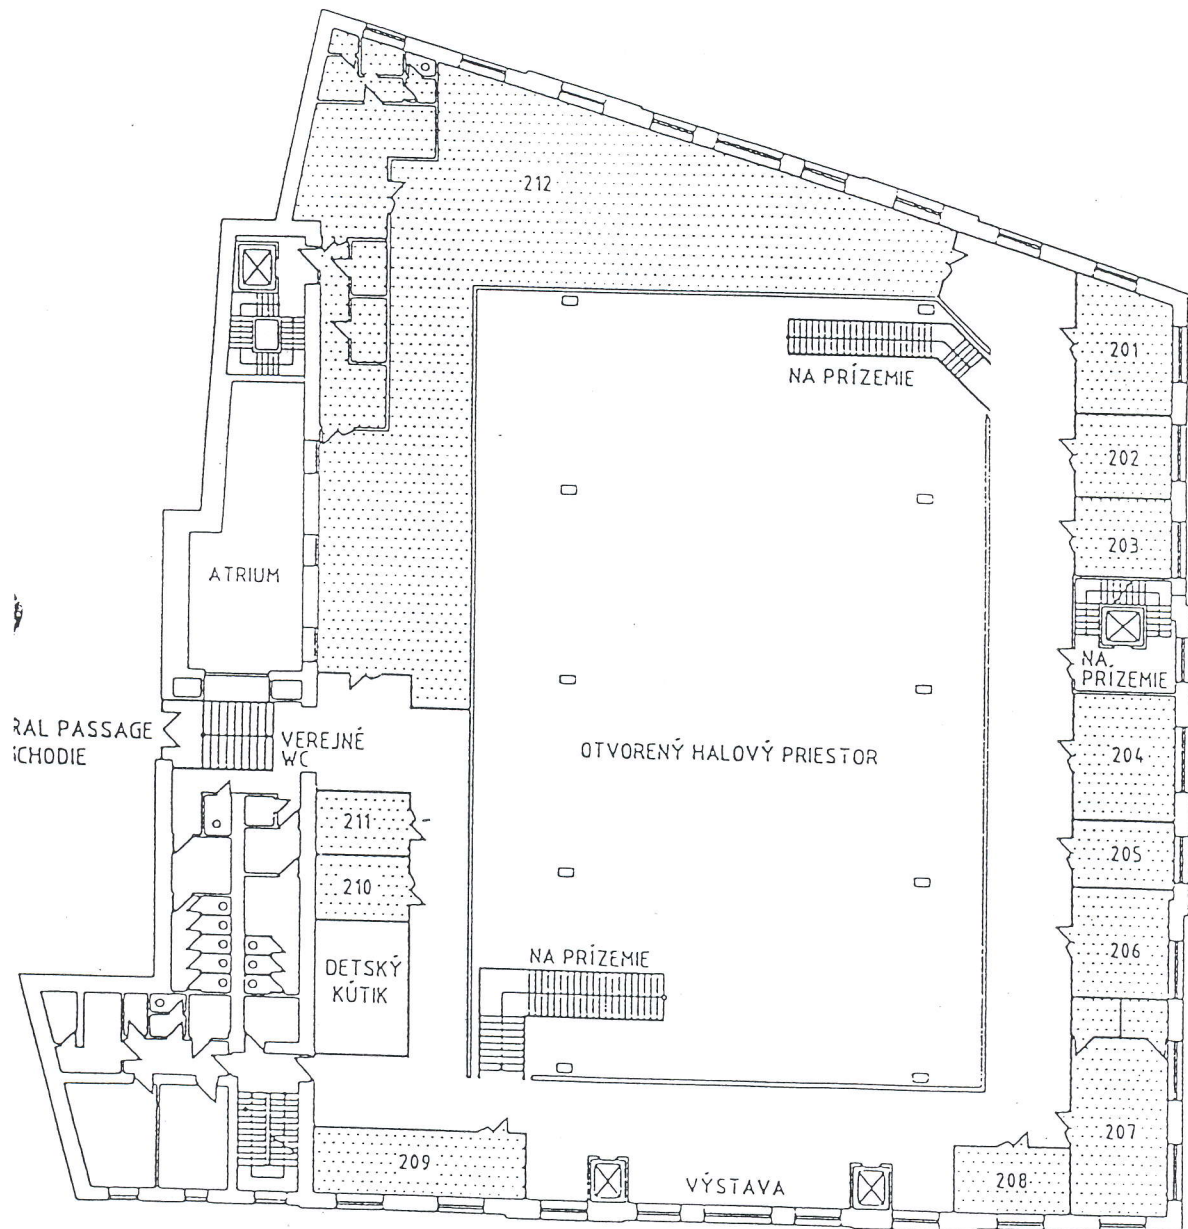 212
201
NA PRÍZEMIE
202
203
ATRIUM
NA.
PRÍZEMIE
RAL PASSAGE
VEREJNÉ
WC
OTVORENÝ HALOVÝ PRIESTOR
204
211
205
210
206
NA PRÍZEMIE
DETSKÝ
KÚTIK
207
209
VÝSTAVA
208